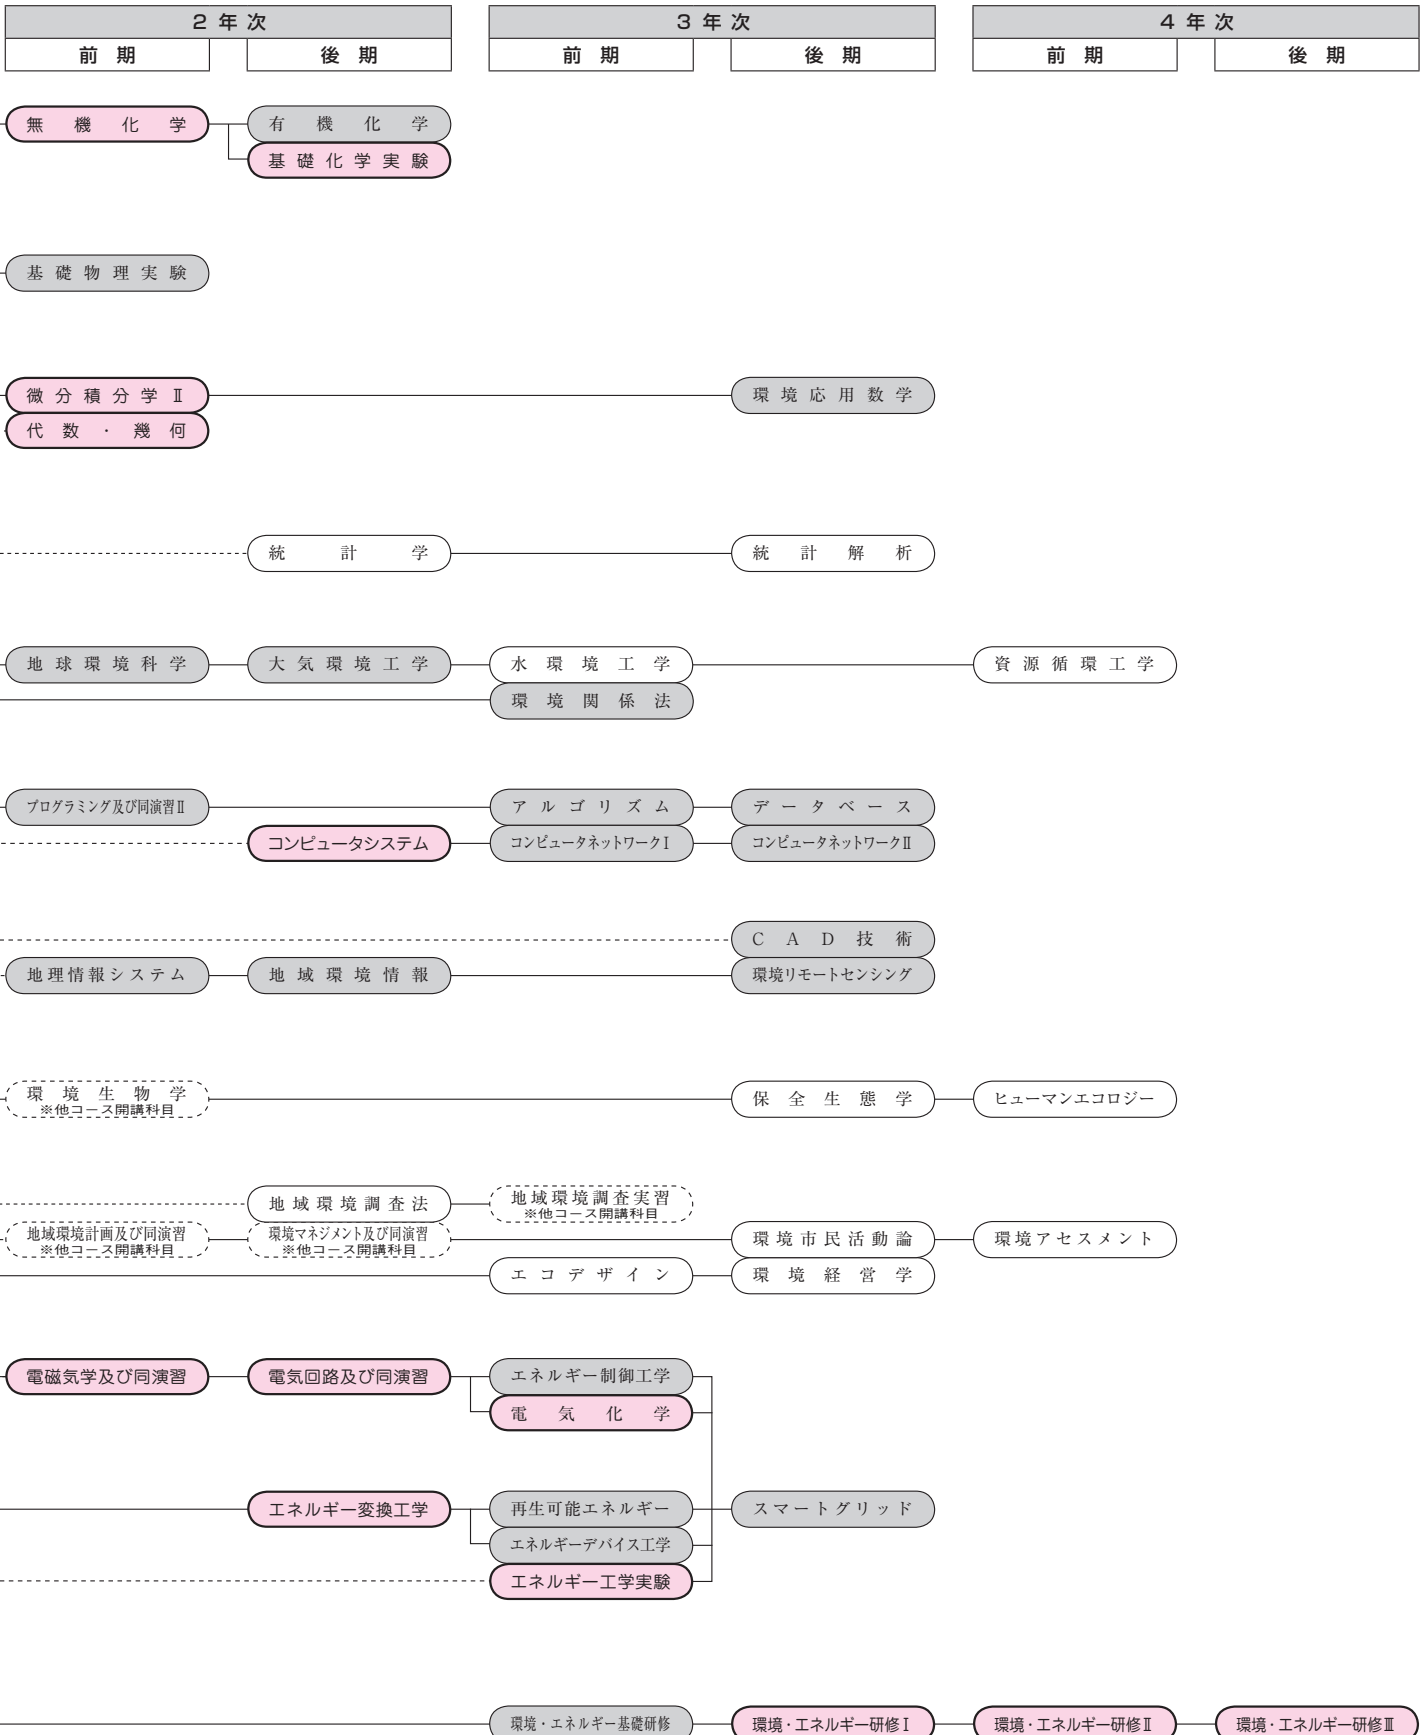 2年次 3年次 4年次
前期 後期 前期 後期 前期 後期
無機化学 有機化学
基礎化学実験
基礎物理実験
微分積分学Ⅱ 環境応用数学
代数・幾何
統計学 統計解析
地球環境科学 大気環境工学 水環境工学 資源循環工学
環境関係法
プログラミング及び同演習Ⅱ アルゴリズム データベース
コンピュータシステム コンピュータネットワークⅠ コンピュータネットワークⅡ
CAD技術
地理情報システム 地域環境情報 環境リモートセンシング
環境生物学 保全生態学 ヒューマンエコロジー
※他コース開講科目
地域環境調査法 地域環境調査実習
※他コース開講科目
地域環境計画及び同演習 環境マネジメント及び同演習 環境市民活動論 環境アセスメント
※他コース開講科目 ※他コース開講科目
エコデザイン 環境経営学
電磁気学及び同演習 電気回路及び同演習 エネルギー制御工学
電気化学
エネルギー変換工学 再生可能エネルギー スマートグリッド
エネルギーデバイス工学
エネルギー工学実験
環境・エネルギー基礎研修 環境・エネルギー研修Ⅰ 環境・エネルギー研修Ⅱ 環境・エネルギー研修Ⅲ